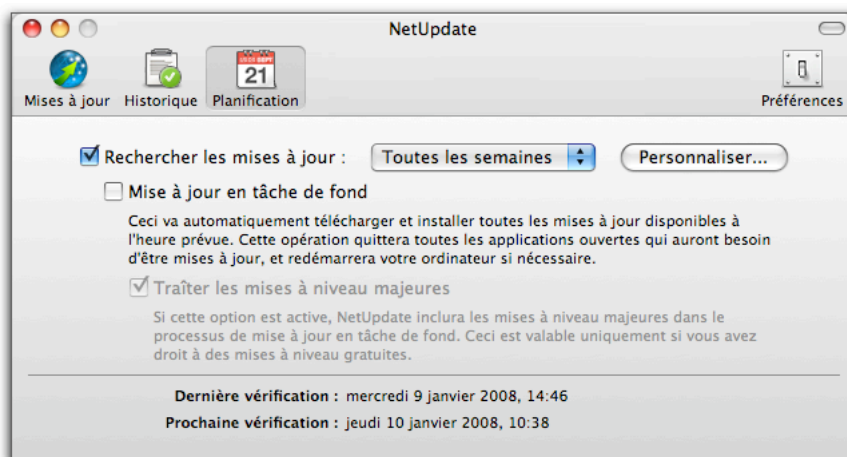 NetUpdate
Mises à jour Historique Planification Préférences
21
Rechercher les mises à jour : Toutes les semaines Personnaliser...
Mise à jour en tâche de fond
Ceci va automatiquement télécharger et installer toutes les mises à jour disponibles à
l'heure prévue. Cette opération quittera toutes les applications ouvertes qui auront besoin
d'être mises à jour, et redémarrera votre ordinateur si nécessaire.
Traîter les mises à niveau majeures
Si cette option est active, NetUpdate inclura les mises à niveau majeures dans le
processus de mise à jour en tâche de fond. Ceci est valable uniquement si vous avez
droit à des mises à niveau gratuites.
Dernière vérification : mercredi 9 janvier 2008, 14:46
Prochaine vérification : jeudi 10 janvier 2008, 10:38